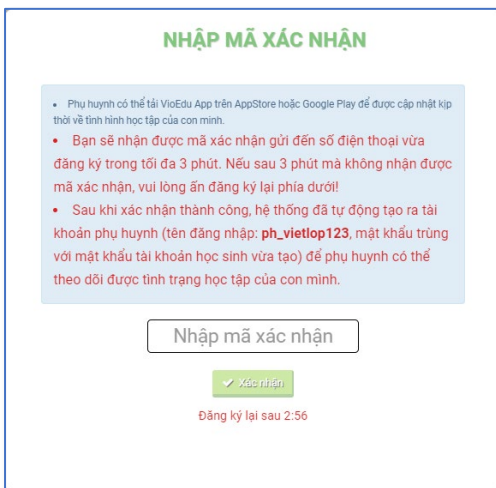 NHẬP MÃ XÁC NHẬN
• Phụ huynh có thể tải VioEdu App trên AppStore hoặc Google Play để được cập nhật kịp
thời về tình hình học tập của con mình.
• Bạn sẽ nhận được mã xác nhận gửi đến số điện thoại vừa
đăng ký trong tối đa 3 phút. Nếu sau 3 phút mà không nhận được
mã xác nhận, vui lòng ấn đăng ký lại phía dưới!
• Sau khi xác nhận thành công, hệ thống đã tự động tạo ra tài
khoản phụ huynh (tên đăng nhập: ph_vietlop123, mật khẩu trùng
với mật khẩu tài khoản học sinh vừa tạo) để phụ huynh có thể
theo dõi được tình trạng học tập của con mình.
Nhập mã xác nhận
✔ Xác nhận
Đăng ký lại sau 2:56